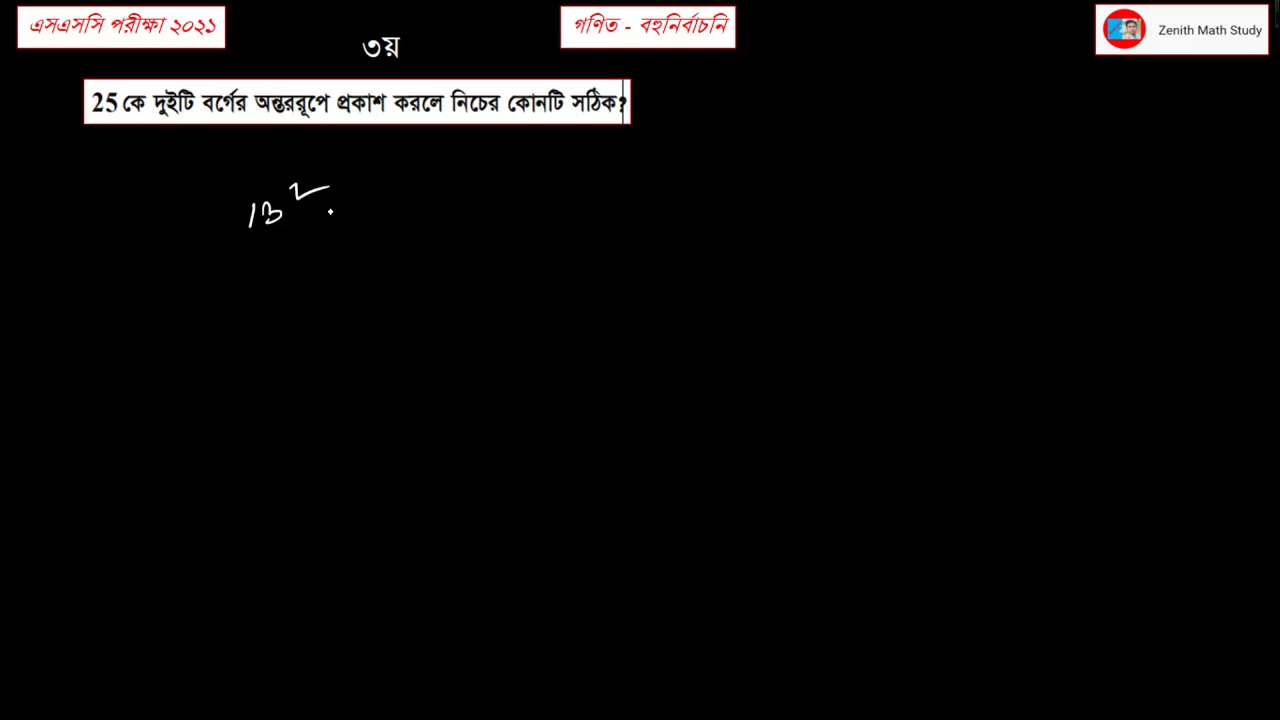 এসএসসি পরীক্ষা ২০২১
গণিত - বহুনির্বাচনি
Zenith Math Study
৩য়
25 কে দুইটি বর্গের অন্তররূপে প্রকাশ করলে নিচের কোনটি সঠিক?
13²